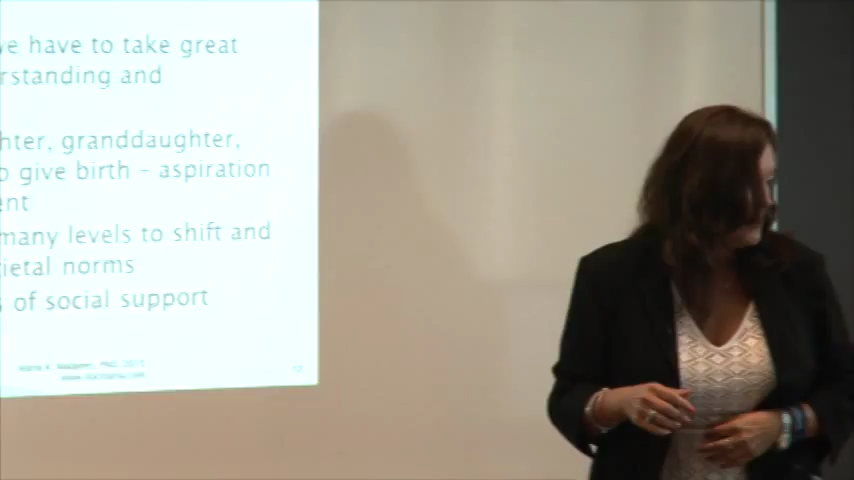 ve have to take great
rstanding and
hter, granddaughter,
o give birth – aspiration
ent
many levels to shift and
ietal norms
s of social support